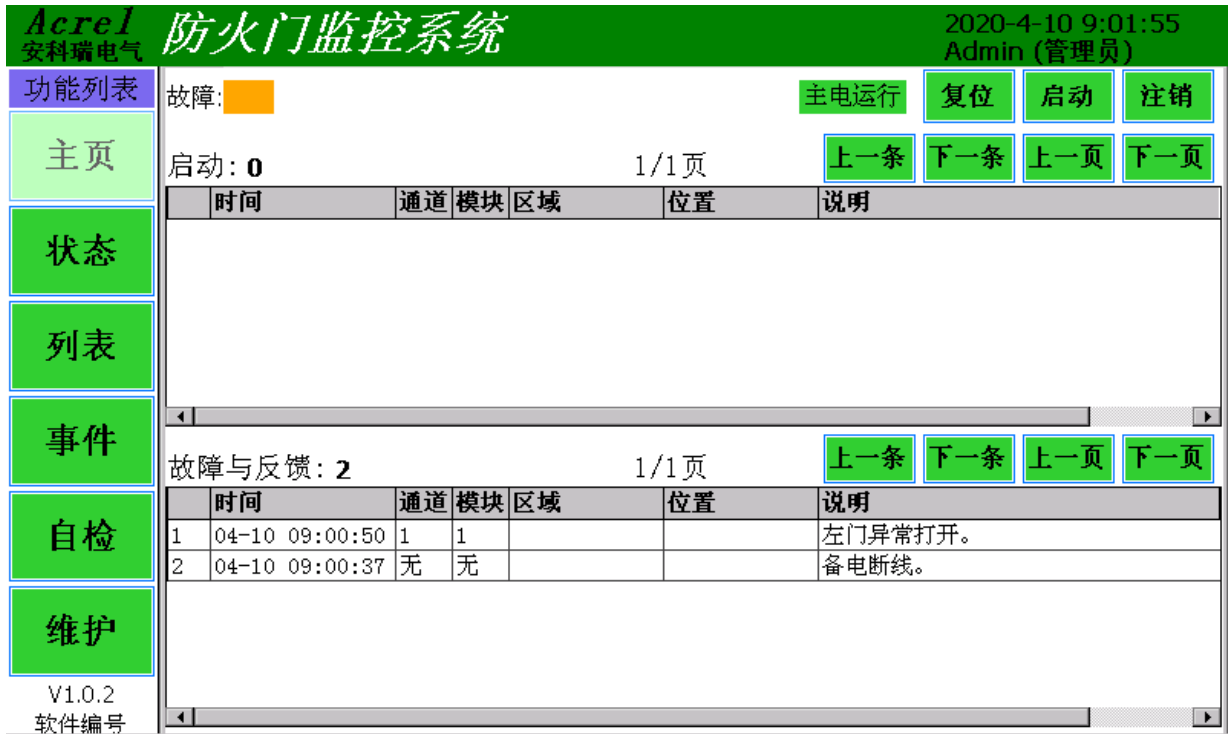 Acrel
安科瑞电气
防火门监控系统
2020-4-10 9:01:55
Admin (管理员)
功能列表
主页
状态
列表
事件
自检
维护
V1.0.2
软件编号
故障:
主电运行
复位
启动
注销
启动: 0
1/1页
上一条
下一条
上一页
下一页
时间 通道 模块 区域 位置 说明
故障与反馈: 2
1/1页
上一条
下一条
上一页
下一页
时间 通道 模块 区域 位置 说明
1 04-10 09:00:50 1 1 左门异常打开。
2 04-10 09:00:37 无 无 备电断线。